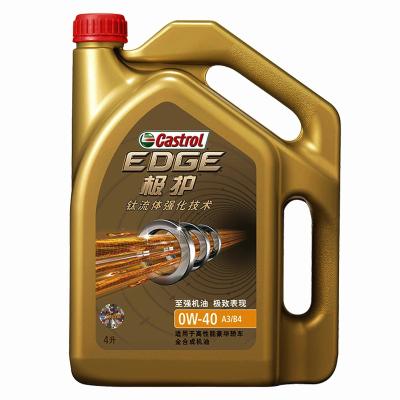 Castrol
EDGE
极护
钛流体强化技术
至强机油 极致表现
0W-40 A3/B4
适用于高性能豪华轿车
全合成机油
4升